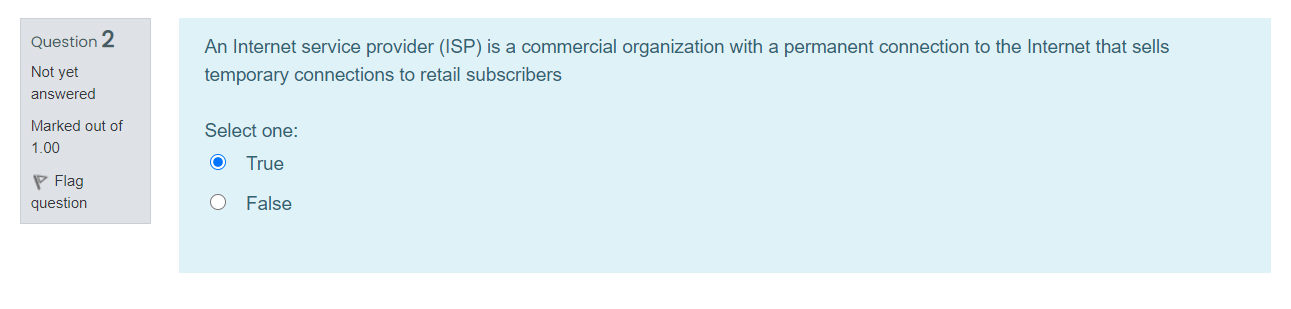 Question 2
Not yet
answered
Marked out of
1.00
Flag
question
An Internet service provider (ISP) is a commercial organization with a permanent connection to the Internet that sells
temporary connections to retail subscribers
Select one:
True
False